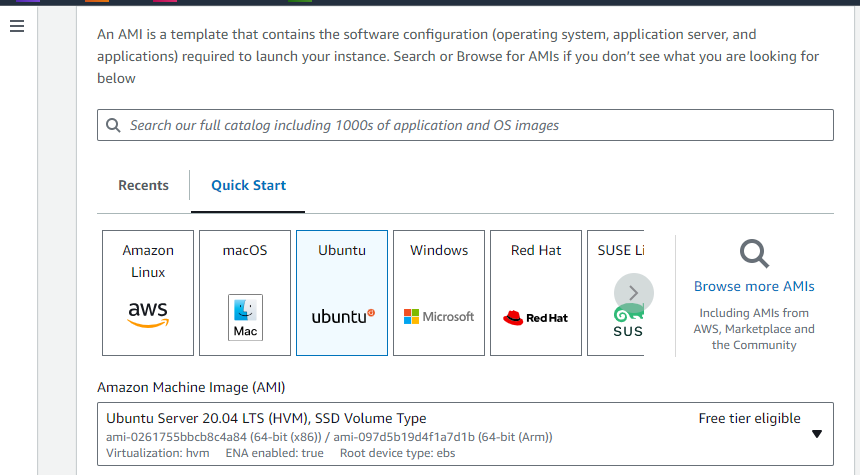 An AMI is a template that contains the software configuration (operating system, application server, and
applications) required to launch your instance. Search or Browse for AMIs if you don’t see what you are looking for
below
Search our full catalog including 1000s of application and OS images
Recents
Quick Start
Amazon
Linux
aws
macOS
Mac
Ubuntu
ubuntu
Windows
Microsoft
Red Hat
Red Hat
SUSE Li
SUS
Browse more AMIs
Including AMIs from
AWS, Marketplace and
the Community
Amazon Machine Image (AMI)
Ubuntu Server 20.04 LTS (HVM), SSD Volume Type
Free tier eligible
ami-0261755bbcb8c4a84 (64-bit (x86)) / ami-097d5b19d4f1a7d1b (64-bit (Arm))
Virtualization: hvm ENA enabled: true Root device type: ebs